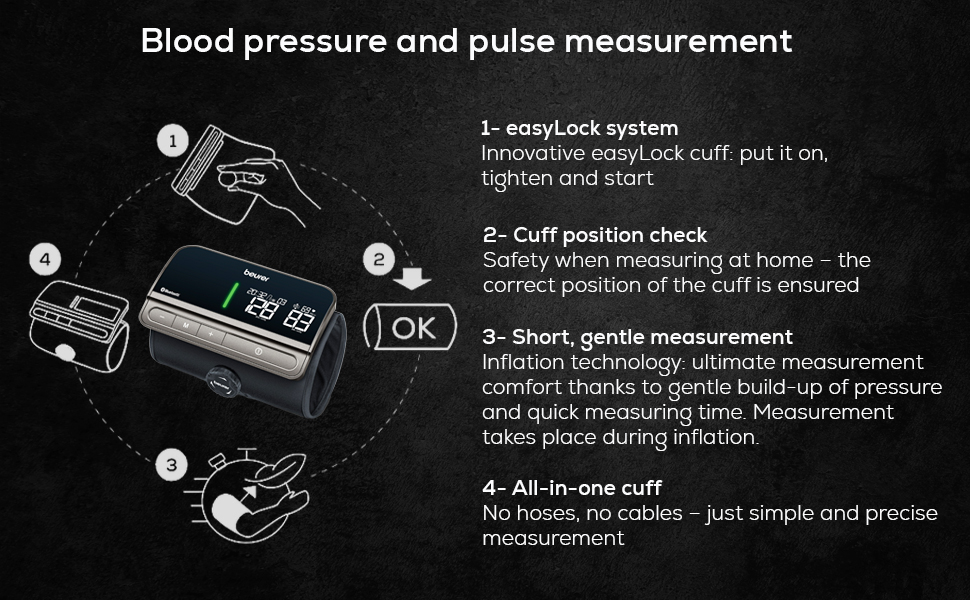 Blood pressure and pulse measurement
1
1- easyLock system
Innovative easyLock cuff: put it on,
tighten and start
2- Cuff position check
Safety when measuring at home – the
correct position of the cuff is ensured
3- Short, gentle measurement
Inflation technology: ultimate measurement
comfort thanks to gentle build-up of pressure
and quick measuring time. Measurement
takes place during inflation.
4- All-in-one cuff
No hoses, no cables – just simple and precise
measurement
4
2
OK
beurer
Bluetooth
128 83
- M +
3